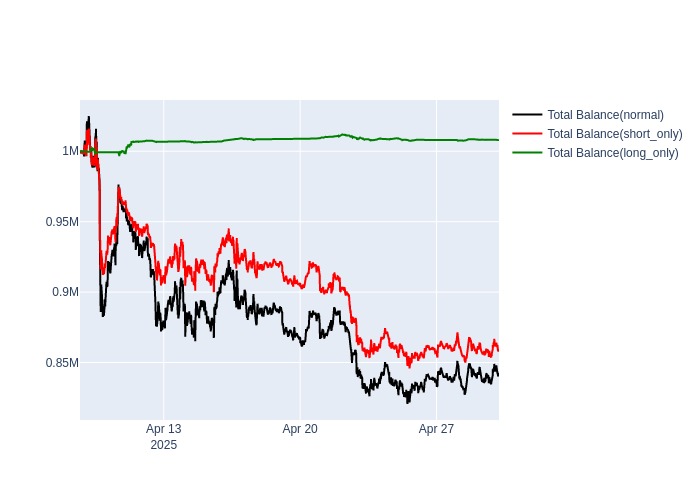 Total Balance(normal)
Total Balance(short_only)
Total Balance(long_only)
1M
0.95M
0.9M
0.85M
Apr 13
2025
Apr 20
Apr 27